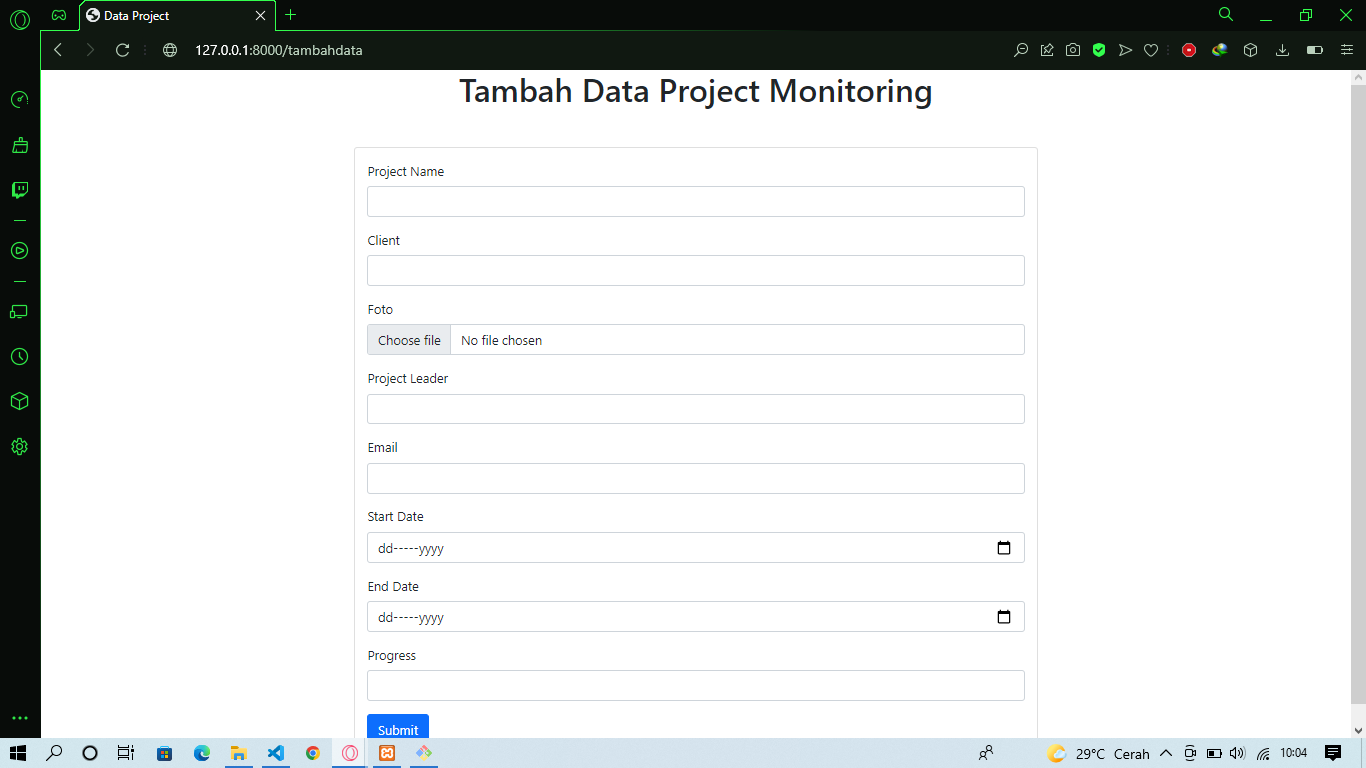 Data Project
127.0.0.1:8000/tambahdata
Tambah Data Project Monitoring
Project Name
Client
Foto
Choose file No file chosen
Project Leader
Email
Start Date
dd-----yyyy
End Date
dd-----yyyy
Progress
Submit
29°C Cerah 10:04